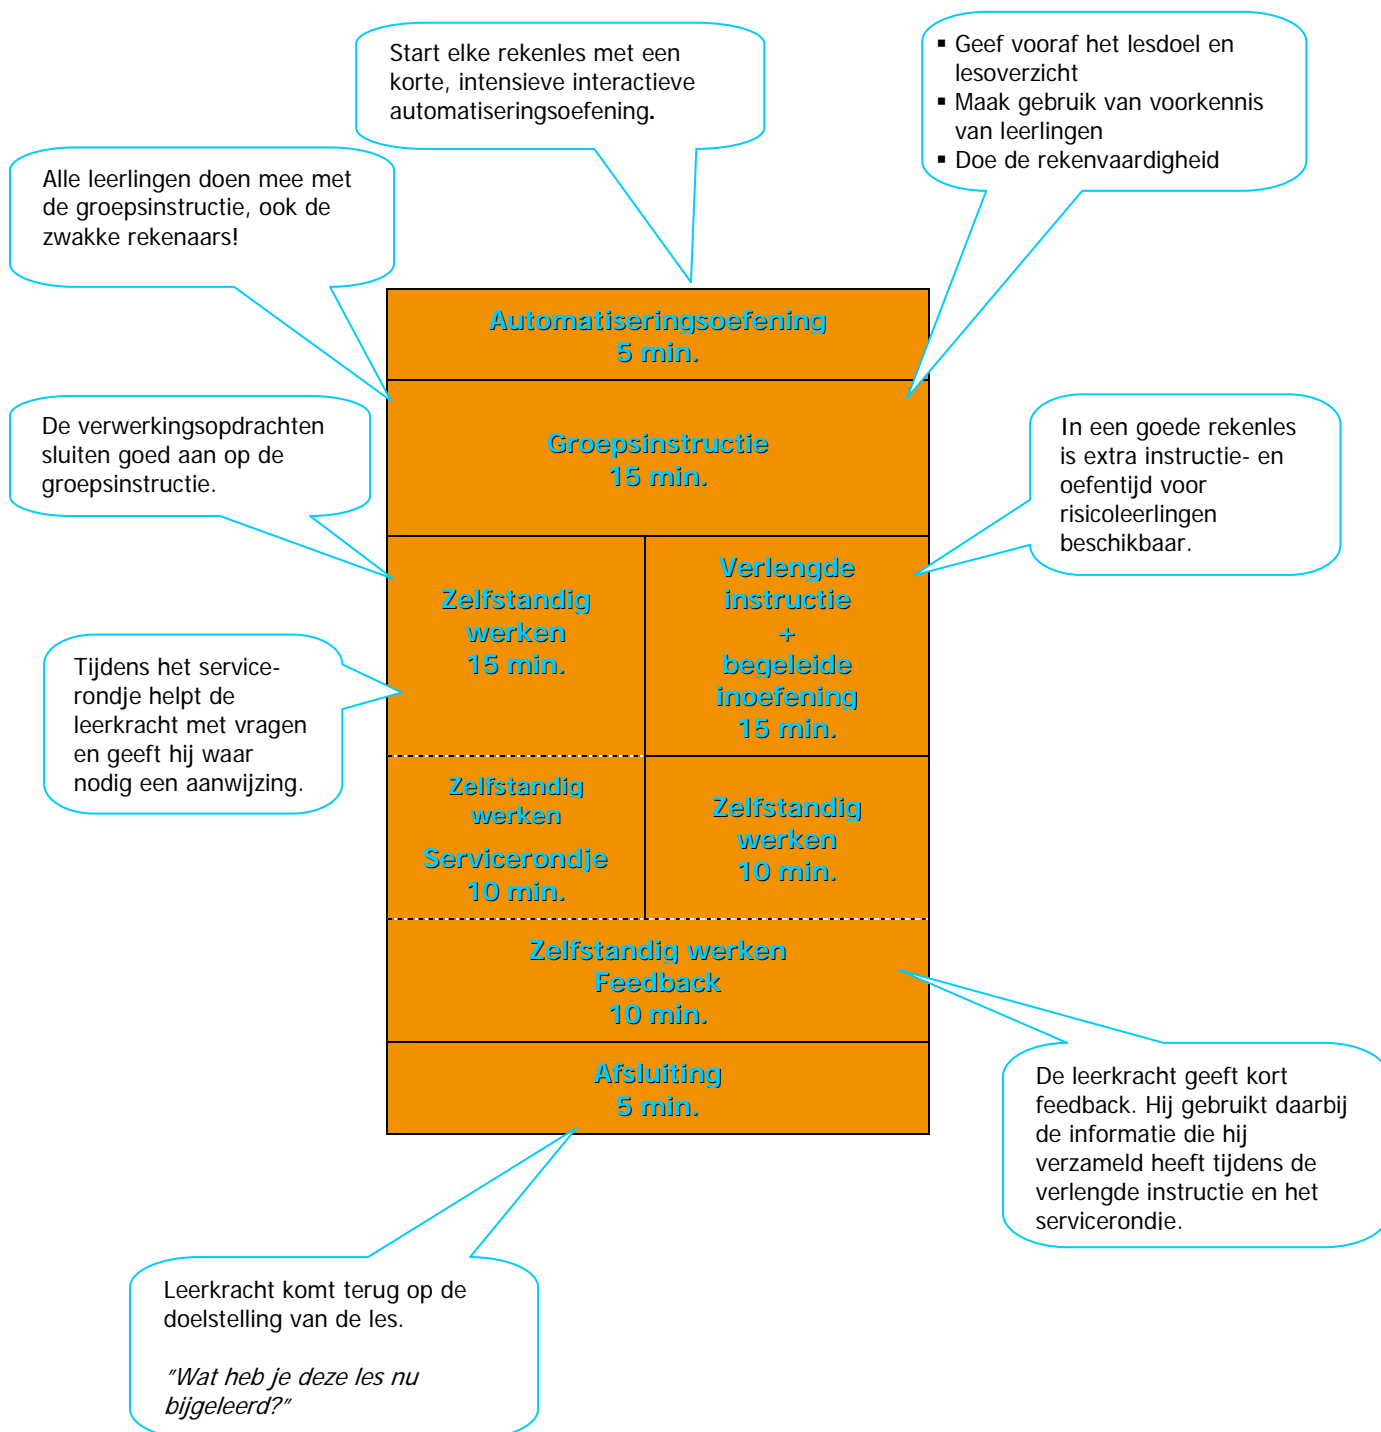 Start elke rekenles met een
korte, intensieve interactieve
automatiseringsoefening.
▪ Geef vooraf het lesdoel en
lesoverzicht
▪ Maak gebruik van voorkennis
van leerlingen
▪ Doe de rekenvaardigheid
Alle leerlingen doen mee met
de groepsinstructie, ook de
zwakke rekenaars!
Automatiseringsoefening
5 min.
Groepsinstructie
15 min.
De verwerkingsopdrachten
sluiten goed aan op de
groepsinstructie.
In een goede rekenles
is extra instructie- en
oefentijd voor
risicoleerlingen
beschikbaar.
Zelfstandig
werken
15 min.
Verlengde
instructie
+
begeleide
inoefening
15 min.
Tijdens het service-
rondje helpt de
leerkracht met vragen
en geeft hij waar
nodig een aanwijzing.
Zelfstandig
werken
Servicerondje
10 min.
Zelfstandig
werken
10 min.
Zelfstandig werken
Feedback
10 min.
Afsluiting
5 min.
De leerkracht geeft kort
feedback. Hij gebruikt daarbij
de informatie die hij
verzameld heeft tijdens de
verlengde instructie en het
servicerondje.
Leerkracht komt terug op de
doelstelling van de les.
"Wat heb je deze les nu
bijgeleerd?"